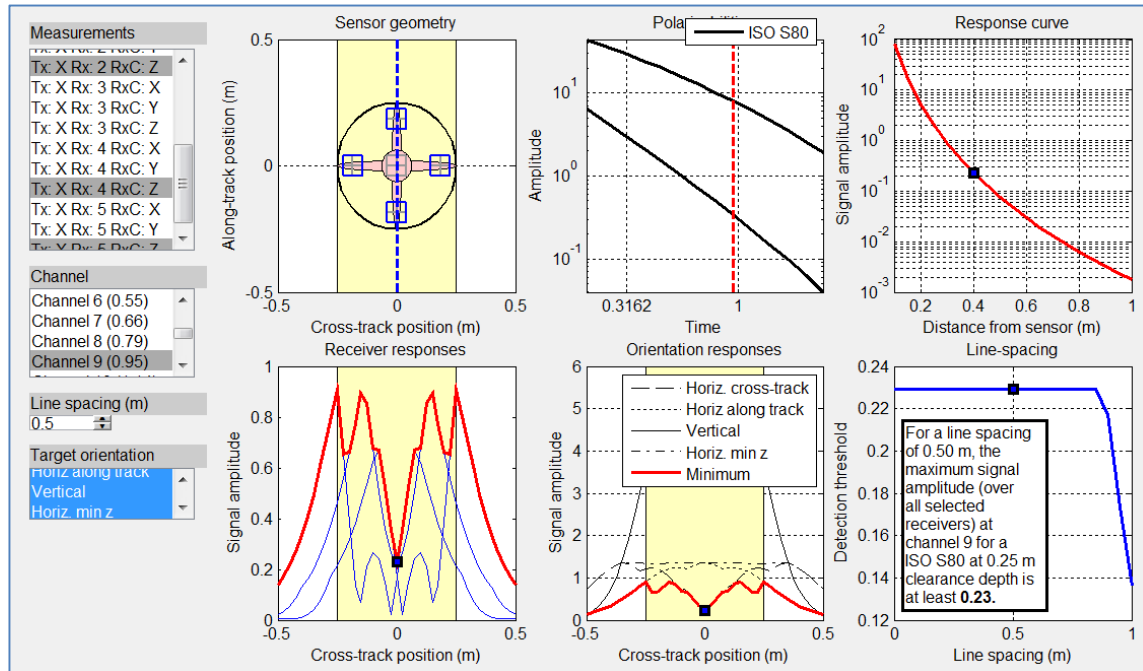 Measurements
Tx: X Rx: 2 RxC: Z
Tx: X Rx: 3 RxC: X
Tx: X Rx: 3 RxC: Y
Tx: X Rx: 3 RxC: Z
Tx: X Rx: 4 RxC: X
Tx: X Rx: 4 RxC: Y
Tx: X Rx: 4 RxC: Z
Tx: X Rx: 5 RxC: X
Tx: X Rx: 5 RxC: Y
Tx: X Rx: 5 RxC: Z
Channel
Channel 6 (0.55)
Channel 7 (0.66)
Channel 8 (0.79)
Channel 9 (0.95)
Line spacing (m)
0.5
Target orientation
Horiz along track
Vertical
Horiz. min z
Sensor geometry
Along-track position (m)
0.5
0
-0.5
-0.5
0
0.5
Cross-track position (m)
ISO S80
Amplitude
10^1
10^0
10^-1
0.3162
1
Time
Response curve
Signal amplitude
10^2
10^1
10^0
10^-1
10^-2
10^-3
0.2
0.4
0.6
0.8
1
Distance from sensor (m)
Receiver responses
Signal amplitude
1
0.8
0.6
0.4
0.2
0
-0.5
0
0.5
Cross-track position (m)
Orientation responses
Signal amplitude
6
5
4
3
2
1
0
Horiz. cross-track
Horiz along track
Vertical
Horiz. min z
Minimum
-0.5
0
0.5
Cross-track position (m)
Line-spacing
Detection threshold
0.24
0.22
0.2
0.18
0.16
0.14
0.12
For a line spacing
of 0.50 m, the
maximum signal
amplitude (over
all selected
receivers) at
channel 9 for a
ISO S80 at 0.25 m
clearance depth is
at least 0.23.
0
0.5
1
Line spacing (m)